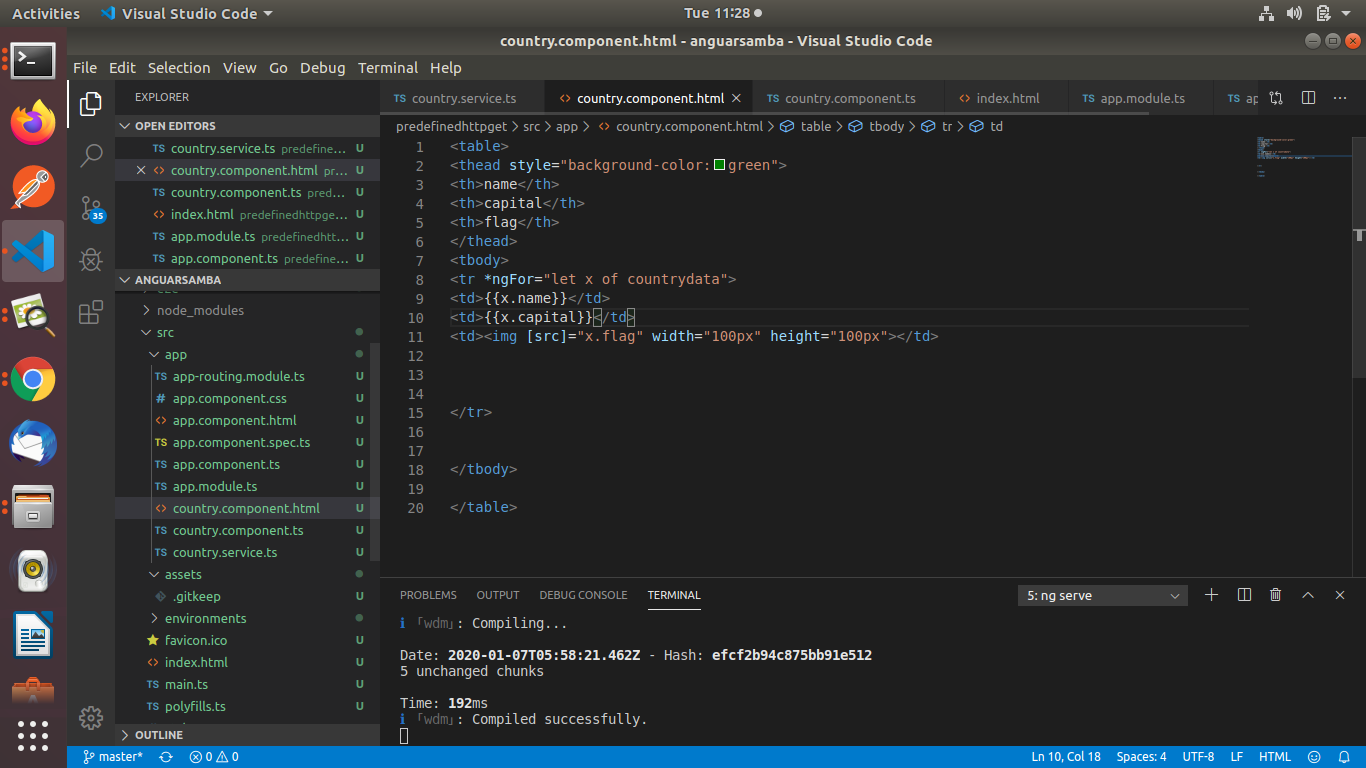 Activities Visual Studio Code Tue 11:28
country.component.html - anguarsamba - Visual Studio Code
File Edit Selection View Go Debug Terminal Help
EXPLORER
OPEN EDITORS
country.service.ts predefine... U
country.component.html pr... U
TS country.component.ts pred... U
index.html predefinedhttpge... U
TS app.module.ts predefinedhtt... U
TS app.component.ts predefine... U
ANGUARSAMBA
node_modules
src
app
TS app-routing.module.ts U
# app.component.css U
app.component.html U
TS app.component.spec.ts U
TS app.component.ts U
TS app.module.ts U
country.component.html U
TS country.component.ts U
TS country.service.ts U
assets
.gitkeep U
environments
favicon.ico U
index.html U
TS main.ts U
TS polyfills.ts U
OUTLINE
35
TS country.service.ts country.component.html TS country.component.ts index.html TS app.module.ts TS ap
predefinedhttpget > src > app > country.component.html > table > tbody > tr > td
1 <table>
2 <thead style="background-color:green">
3 <th>name</th>
4 <th>capital</th>
5 <th>flag</th>
6 </thead>
7 <tbody>
8 <tr *ngFor="let x of countrydata">
9 <td>{{x.name}}</td>
10 <td>{{x.capital}}</td>
11 <td><img [src]="x.flag" width="100px" height="100px"></td>
12
13
14
15 </tr>
16
17
18 </tbody>
19
20 </table>
PROBLEMS OUTPUT DEBUG CONSOLE TERMINAL 5: ng serve
ℹ 「wdm」: Compiling...
Date: 2020-01-07T05:58:21.462Z - Hash: efcf2b94c875bb91e512
5 unchanged chunks
Time: 192ms
ℹ 「wdm」: Compiled successfully.
master* 0 0 Ln 10, Col 18 Spaces: 4 UTF-8 LF HTML